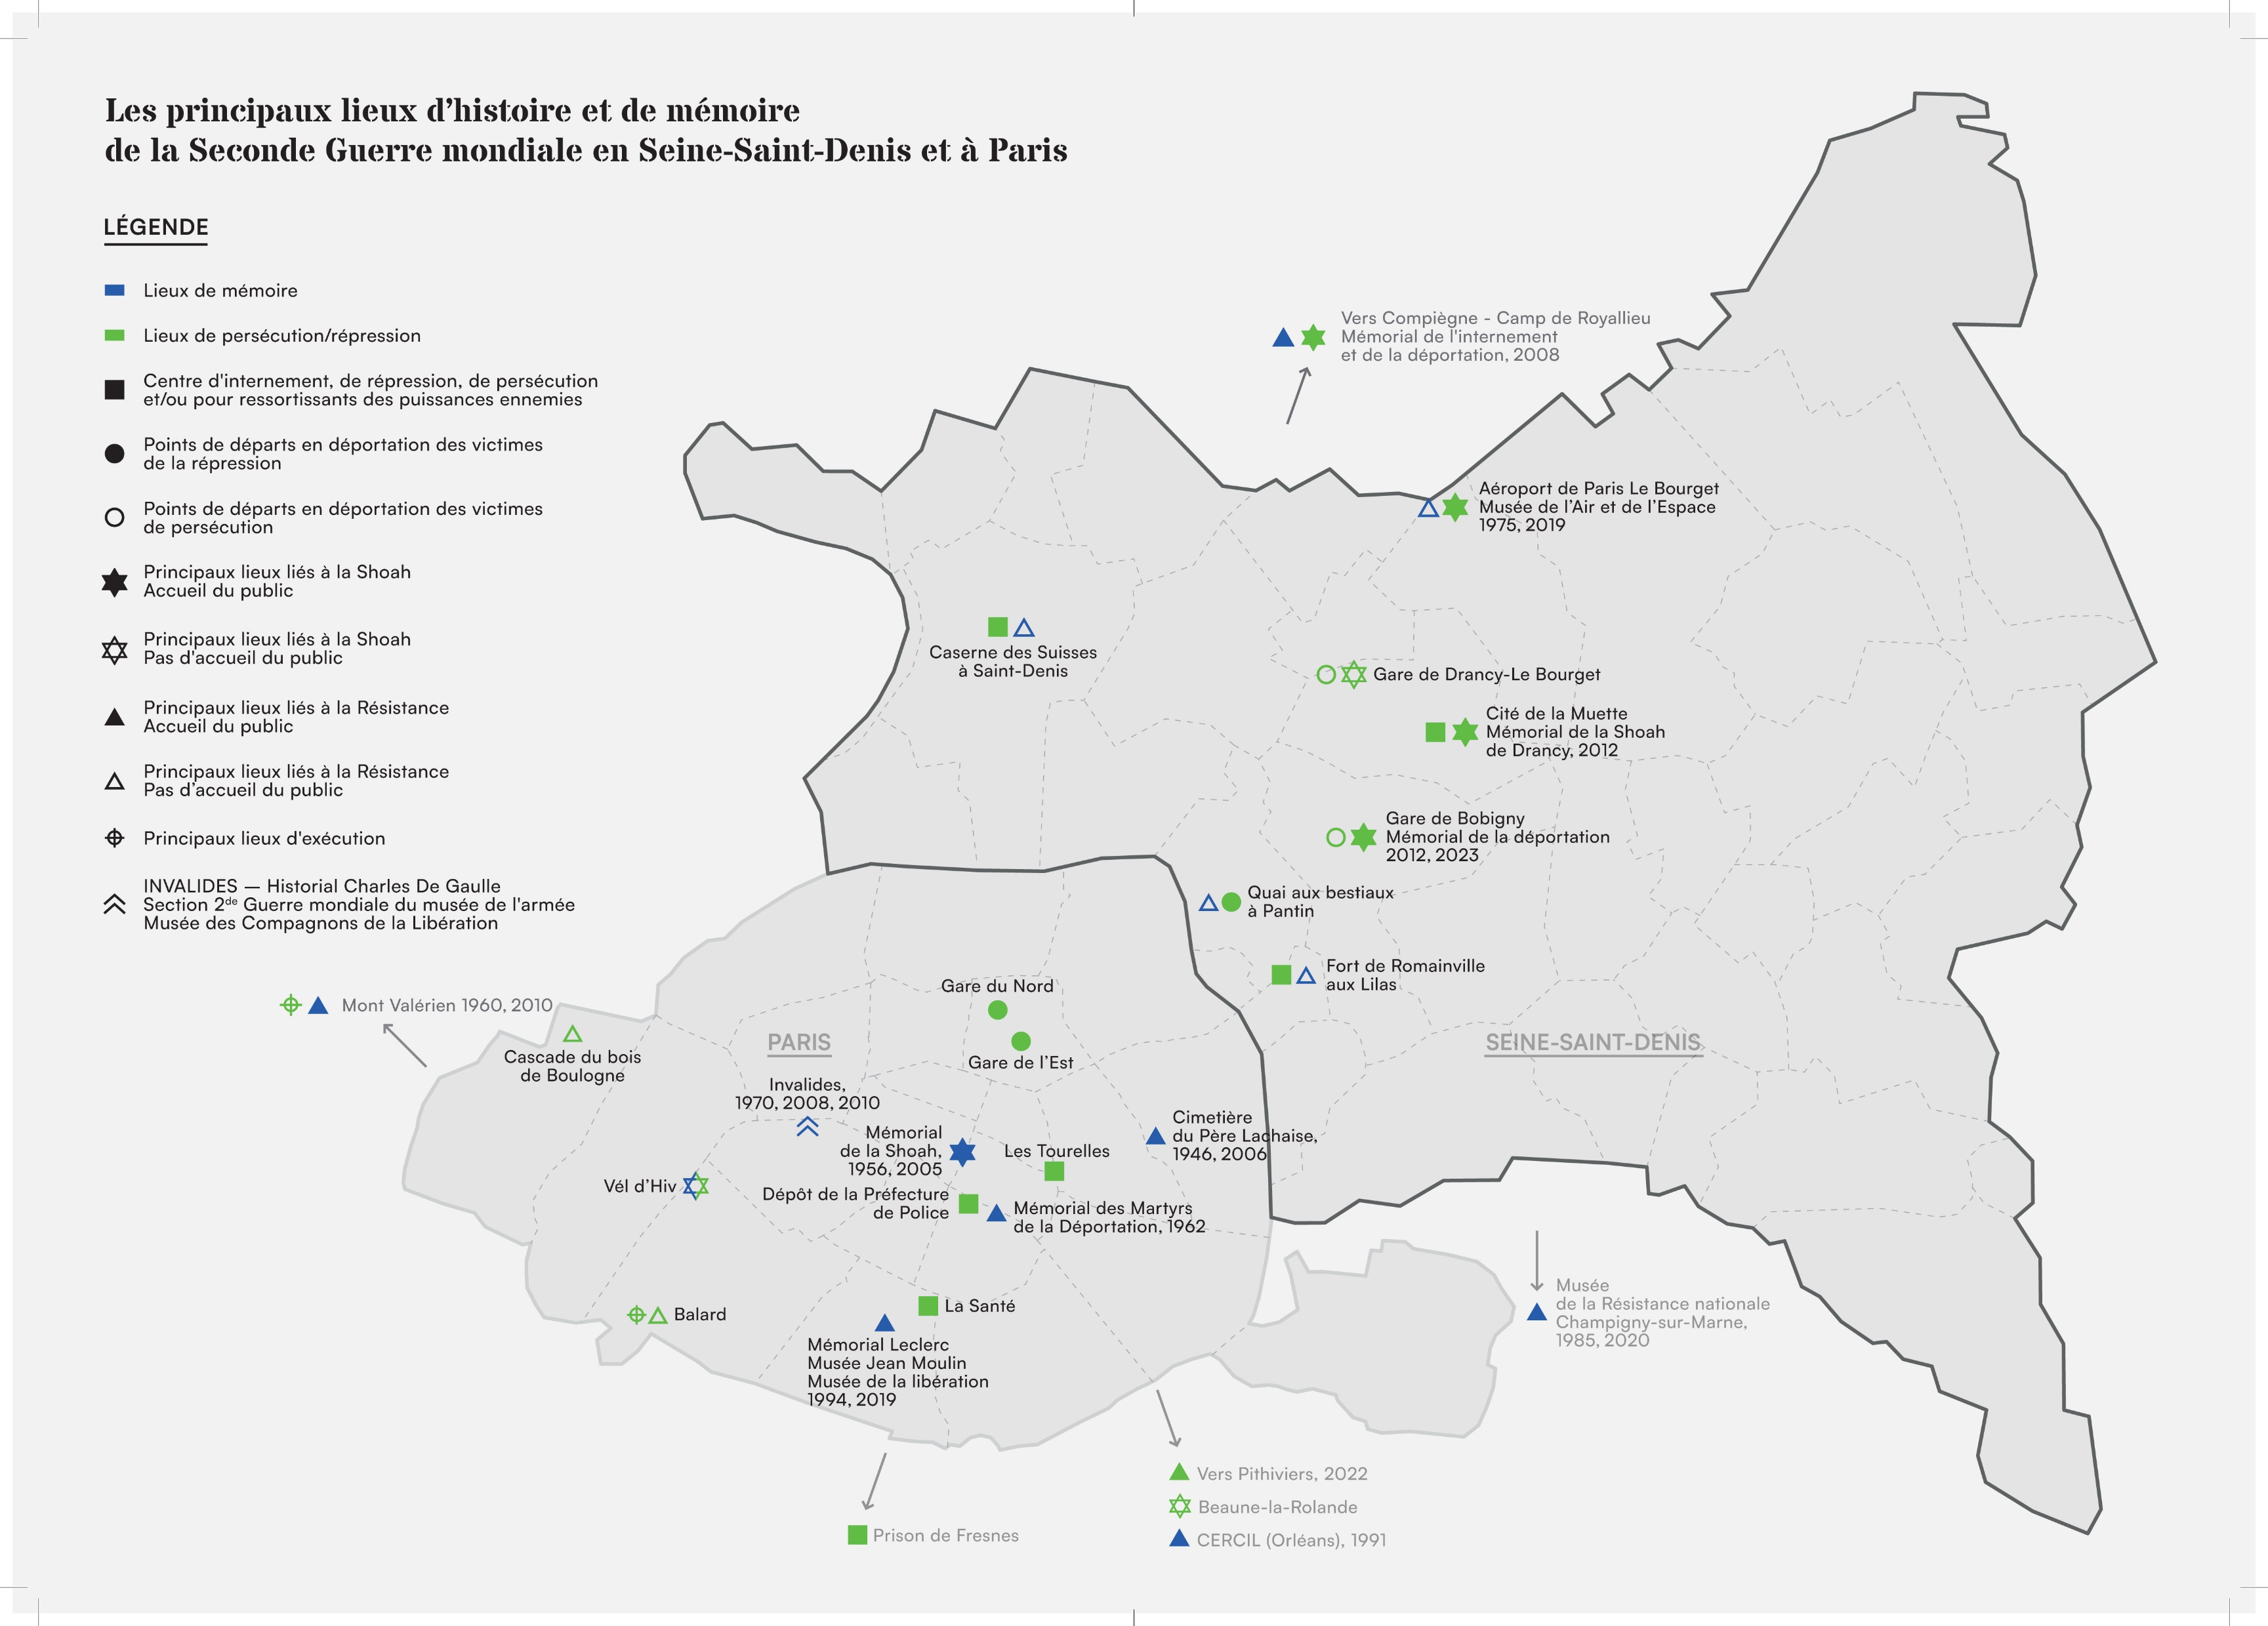 Les principaux lieux d’histoire et de mémoire
de la Seconde Guerre mondiale en Seine-Saint-Denis et à Paris
LÉGENDE
Lieux de mémoire
Lieux de persécution/répression
Centre d'internement, de répression, de persécution
et/ou pour ressortissants des puissances ennemies
Points de départs en déportation des victimes
de la répression
Points de départs en déportation des victimes
de persécution
Principaux lieux liés à la Shoah
Accueil du public
Principaux lieux liés à la Shoah
Pas d'accueil du public
Principaux lieux liés à la Résistance
Accueil du public
Principaux lieux liés à la Résistance
Pas d’accueil du public
Principaux lieux d'exécution
INVALIDES — Historial Charles De Gaulle
Section 2de Guerre mondiale du musée de l'armée
Musée des Compagnons de la Libération
Vers Compiègne - Camp de Royallieu
Mémorial de l'internement
et de la déportation, 2008
Aéroport de Paris Le Bourget
Musée de l’Air et de l’Espace
1975, 2019
Caserne des Suisses
à Saint-Denis
Gare de Drancy-Le Bourget
Cité de la Muette
Mémorial de la Shoah
de Drancy, 2012
Gare de Bobigny
Mémorial de la déportation
2012, 2023
Quai aux bestiaux
à Pantin
Fort de Romainville
aux Lilas
SEINE-SAINT-DENIS
Mont Valérien 1960, 2010
Cascade du bois
de Boulogne
PARIS
Gare du Nord
Gare de l’Est
Invalides,
1970, 2008, 2010
Mémorial
de la Shoah,
1956, 2005
Les Tourelles
Cimetière
du Père Lachaise,
1946, 2006
Vél d’Hiv
Dépôt de la Préfecture
de Police
Mémorial des Martyrs
de la Déportation, 1962
Balard
La Santé
Mémorial Leclerc
Musée Jean Moulin
Musée de la libération
1994, 2019
Musée
de la Résistance nationale
Champigny-sur-Marne,
1985, 2020
Prison de Fresnes
Vers Pithiviers, 2022
Beaune-la-Rolande
CERCIL (Orléans), 1991